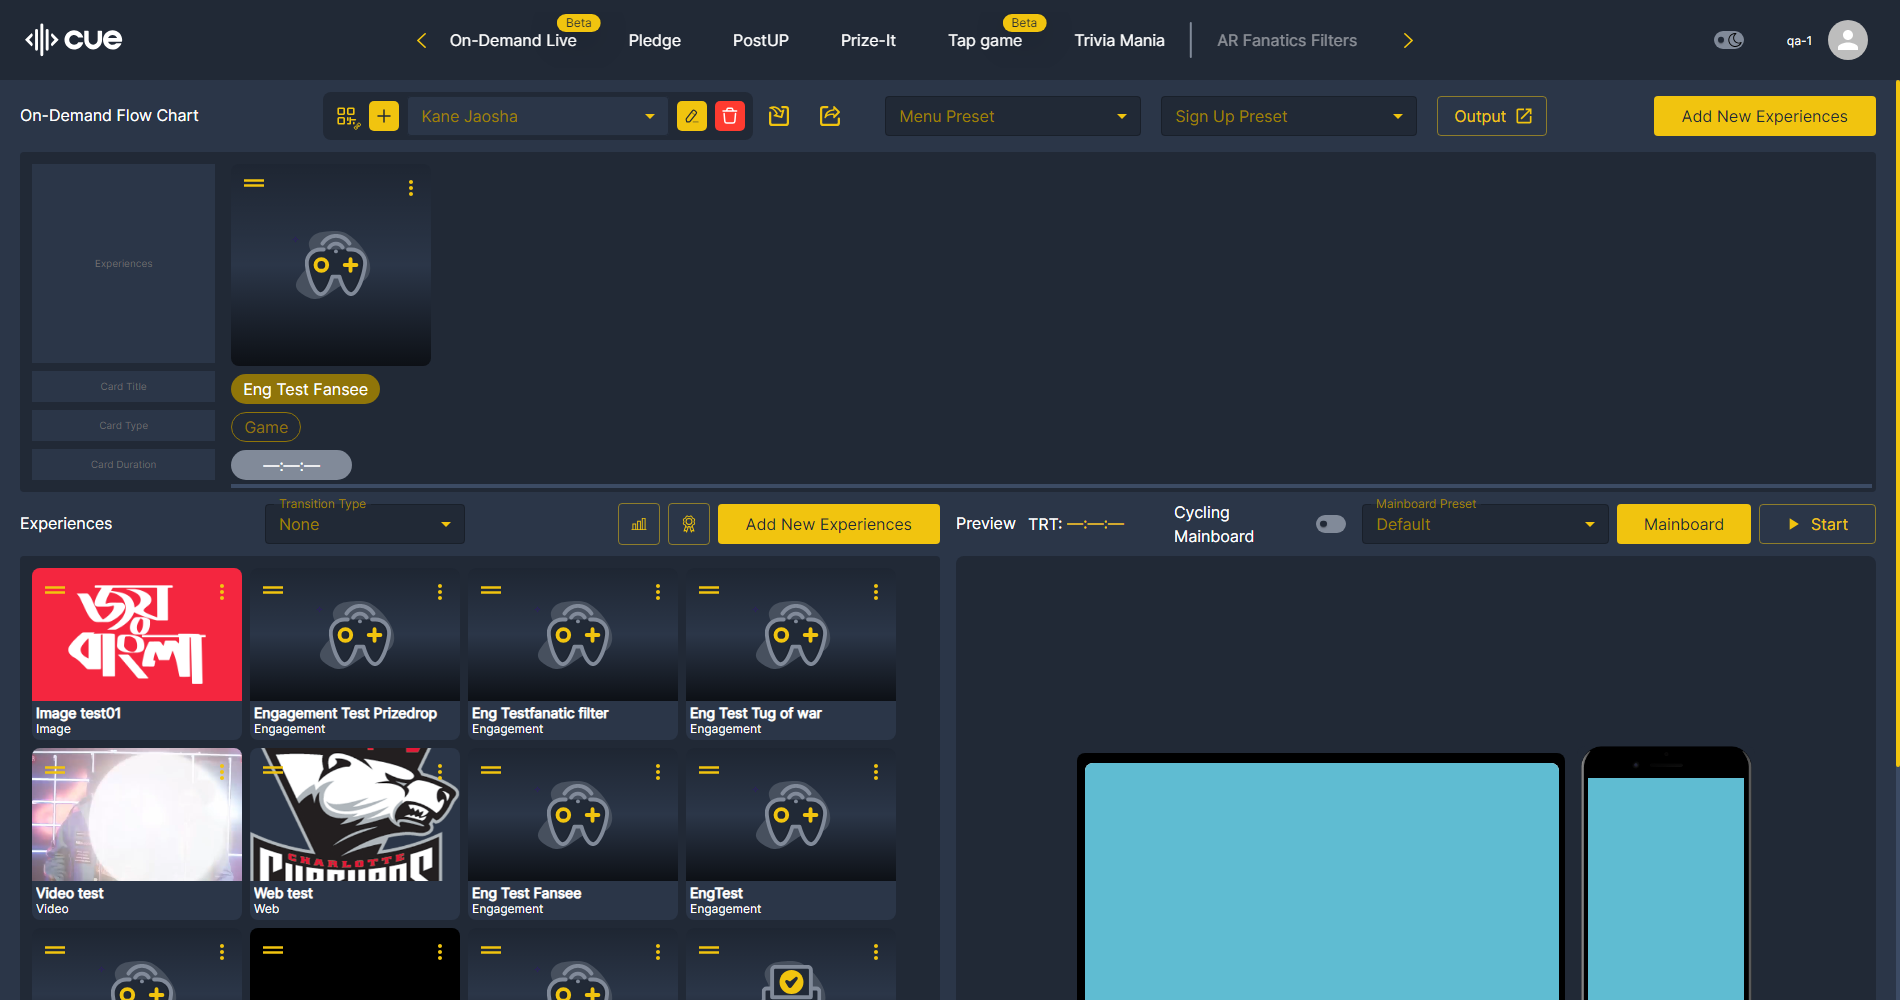 cue
On-Demand Live
Beta
Pledge
PostUP
Prize-It
Tap game
Beta
Trivia Mania
AR Fanatics Filters
qa-1
On-Demand Flow Chart
Kane Jaosha
Menu Preset
Sign Up Preset
Output
Add New Experiences
Experiences
Card Title
Eng Test Fansee
Card Type
Game
Card Duration
—:—:—
Experiences
Transition Type
None
Add New Experiences
Preview
TRT: —:—:—
Cycling
Mainboard
Mainboard Preset
Default
Mainboard
Start
জয়
বাংলা
Image test01
Image
Engagement Test Prizedrop
Engagement
Eng Testfanatic filter
Engagement
Eng Test Tug of war
Engagement
Video test
Video
CHARLOTTE
Web test
Web
Eng Test Fansee
Engagement
EngTest
Engagement